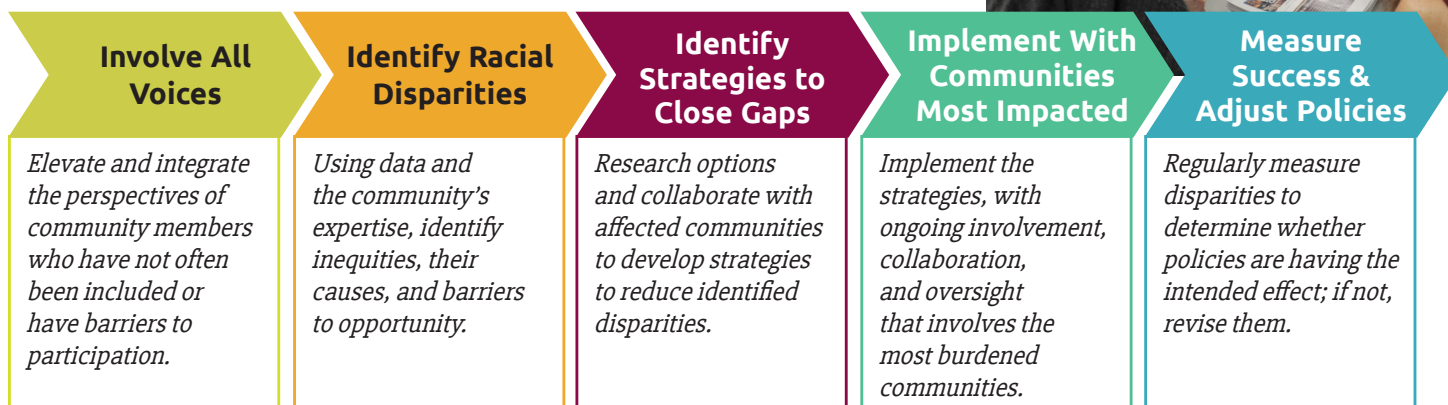 Involve All
Voices
Elevate and integrate
the perspectives of
community members
who have not often
been included or
have barriers to
participation.
Identify Racial
Disparities
Using data and
the community’s
expertise, identify
inequities, their
causes, and barriers
to opportunity.
Identify
Strategies to
Close Gaps
Research options
and collaborate with
affected communities
to develop strategies
to reduce identified
disparities.
Implement With
Communities
Most Impacted
Implement the
strategies, with
ongoing involvement,
collaboration,
and oversight
that involves the
most burdened
communities.
Measure
Success &
Adjust Policies
Regularly measure
disparities to
determine whether
policies are having the
intended effect; if not,
revise them.